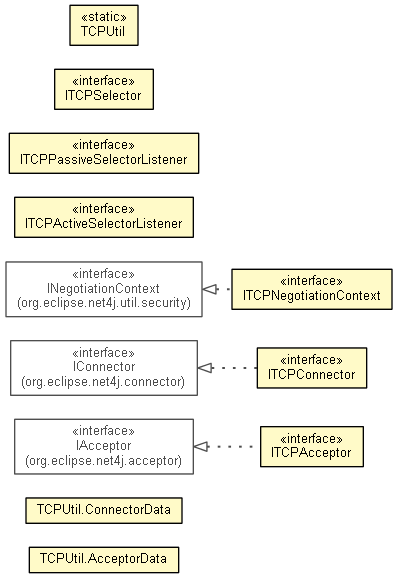 «static»
TCPUtil
«interface»
ITCPSelector
«interface»
ITCPPassiveSelectorListener
«interface»
ITCPActiveSelectorListener
«interface»
INegotiationContext
(org.eclipse.net4j.util.security)
«interface»
ITCPNegotiationContext
«interface»
IConnector
(org.eclipse.net4j.connector)
«interface»
ITCPConnector
«interface»
IAcceptor
(org.eclipse.net4j.acceptor)
«interface»
ITCPAcceptor
TCPUtil.ConnectorData
TCPUtil.AcceptorData